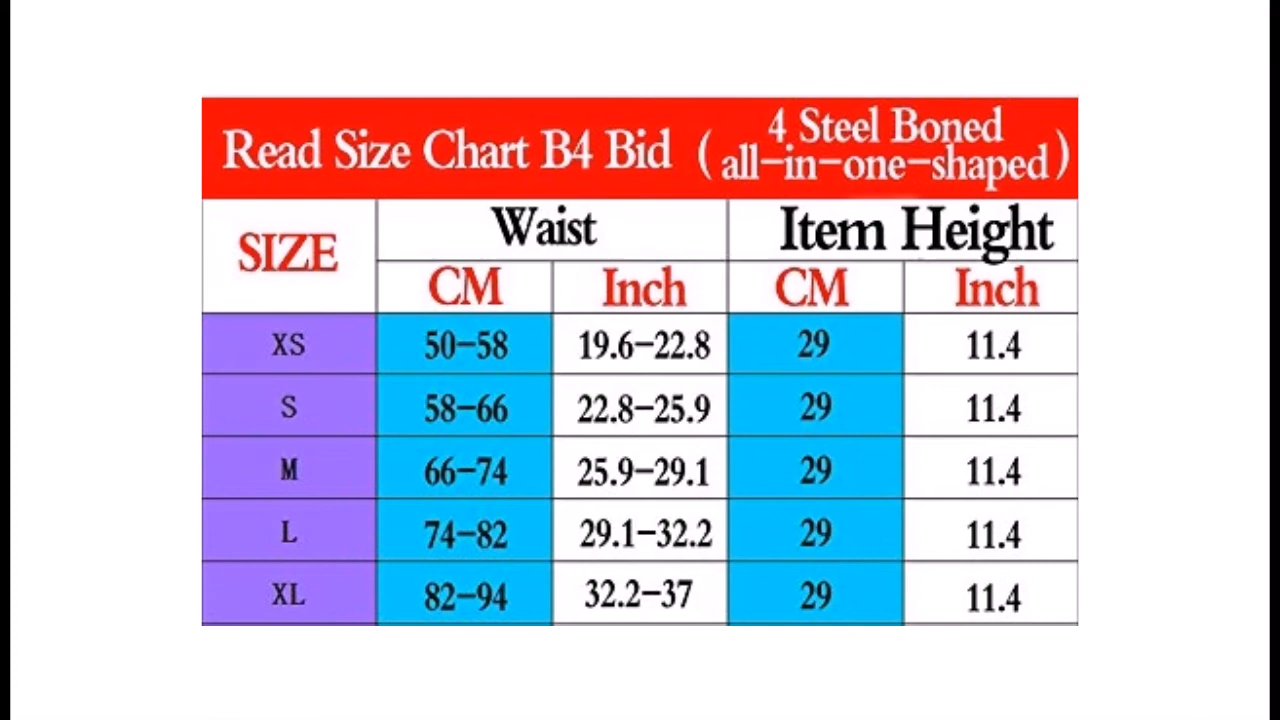 Read Size Chart B4 Bid (4 Steel Boned all-in-one-shaped)
SIZE Waist Item Height
CM Inch CM Inch
XS 50-58 19.6-22.8 29 11.4
S 58-66 22.8-25.9 29 11.4
M 66-74 25.9-29.1 29 11.4
L 74-82 29.1-32.2 29 11.4
XL 82-94 32.2-37 29 11.4